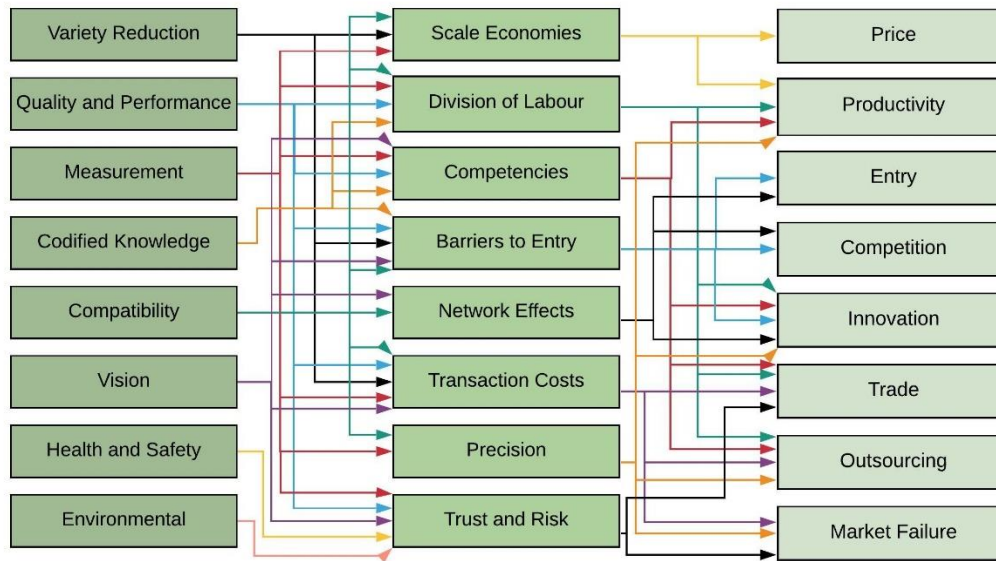 Variety Reduction
Quality and Performance
Measurement
Codified Knowledge
Compatibility
Vision
Health and Safety
Environmental
Scale Economies
Division of Labour
Competencies
Barriers to Entry
Network Effects
Transaction Costs
Precision
Trust and Risk
Price
Productivity
Entry
Competition
Innovation
Trade
Outsourcing
Market Failure